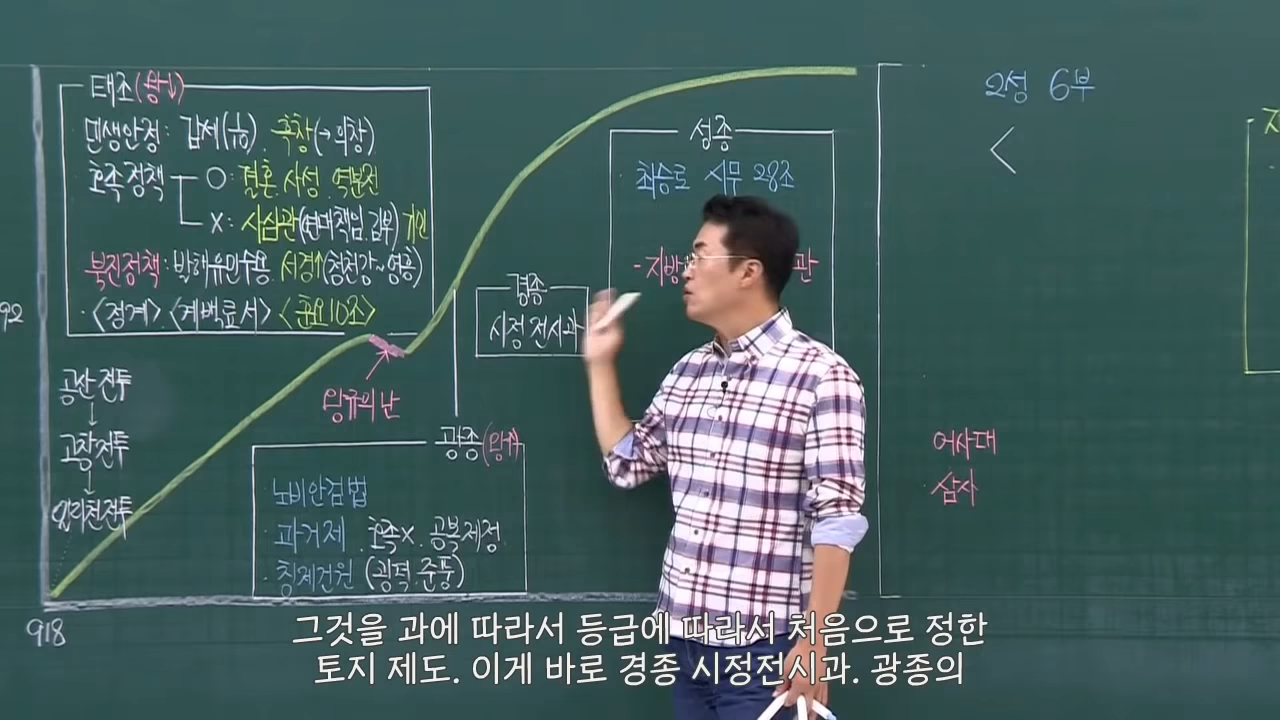 태조(왕↓)
민생안정: 감세(1/10). 흑창(→의창)
호족정책 ○: 결혼. 사성. 역분전
X: 사심관(연대책임.김부) 기인
북진정책: 발해유민수용. 서경↑(청천강~영흥)
<정계>.<계백료서> <훈요10조>
92
공산전투
↓
고창전투
↓
일리천전투
918
왕규의 난
광종(왕↑)
노비안검법
· 과거제. 호족X. 공복제정
· 칭제건원 (광덕.준풍)
경종
시정 전시과
성종
최승로 시무 28조
-지방
관
2성 6부
<
어사대
삼사
그것을 과에 따라서 등급에 따라서 처음으로 정한
토지 제도. 이게 바로 경종 시정전시과. 광종의